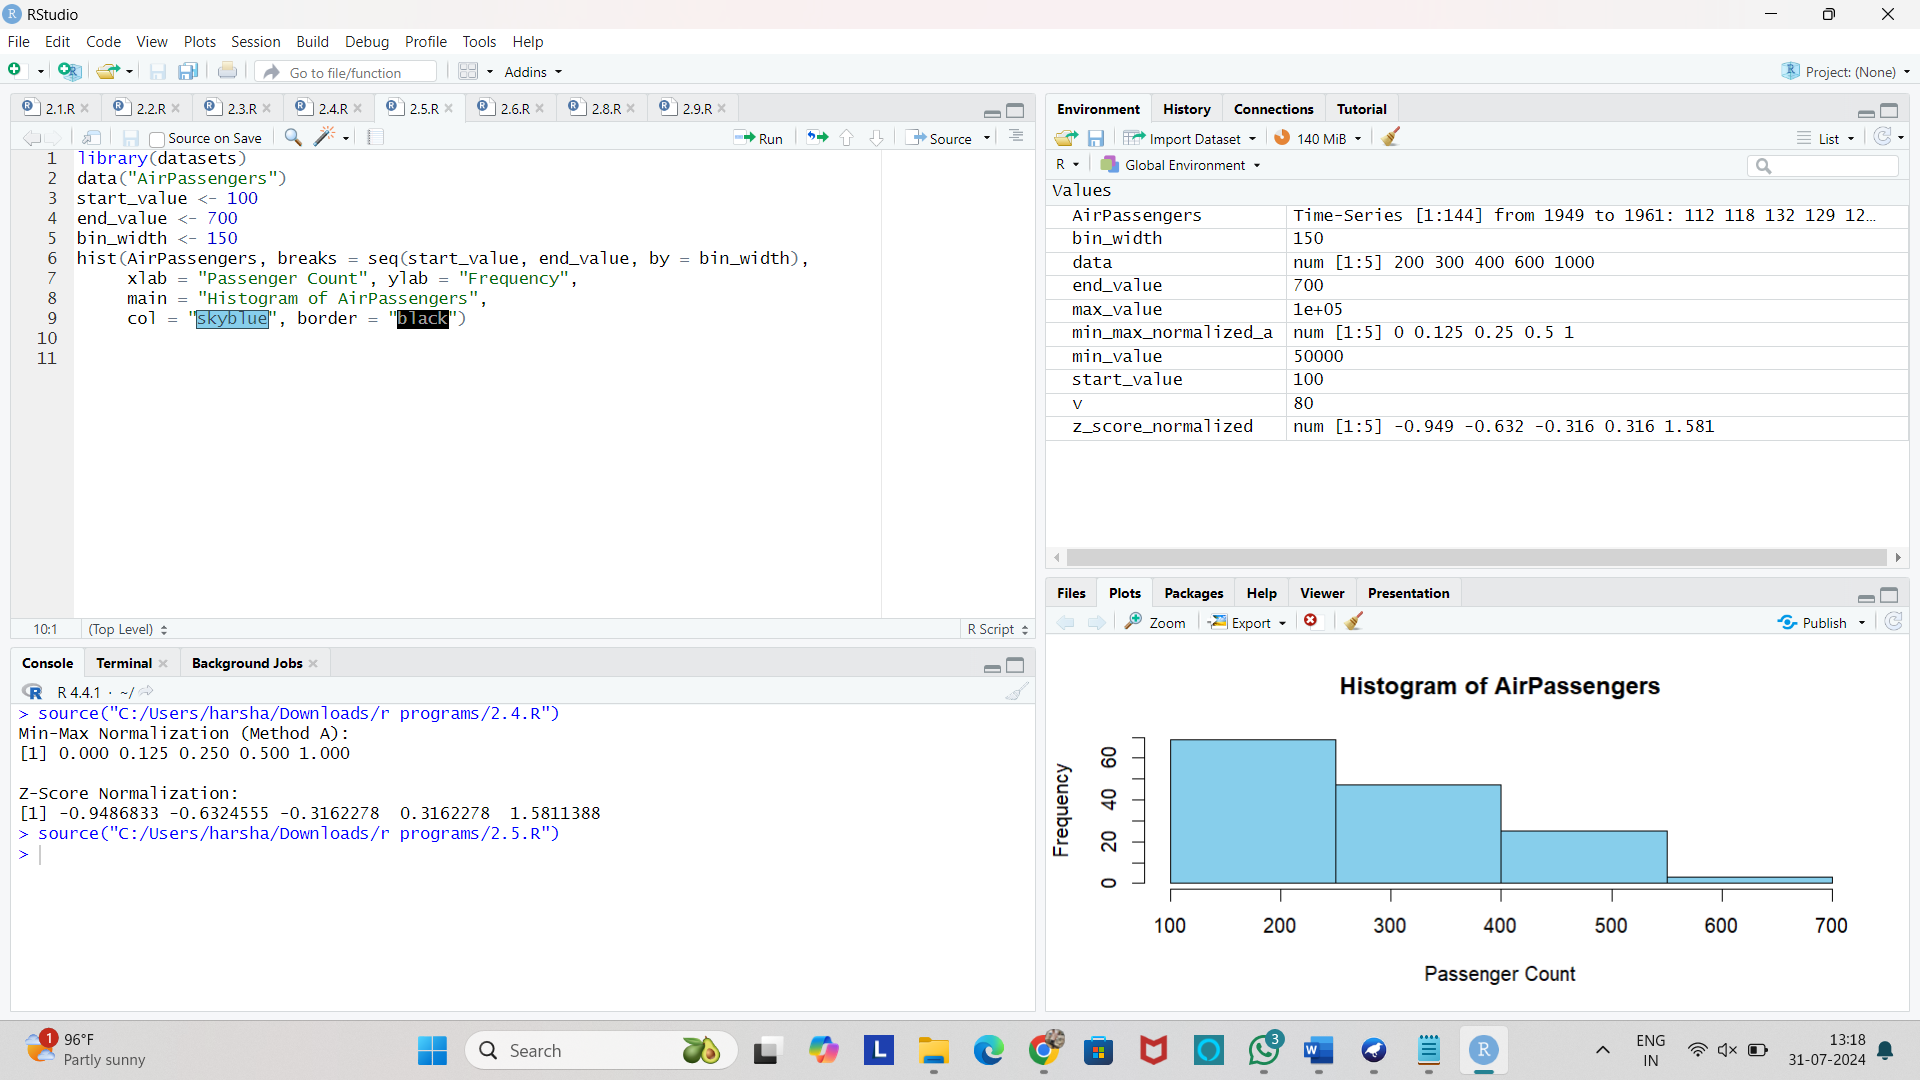 RStudio
File Edit Code View Plots Session Build Debug Profile Tools Help
Go to file/function Addins Project: (None)
2.1.R 2.2.R 2.3.R 2.4.R 2.5.R 2.6.R 2.8.R 2.9.R
Source on Save Run Source
1 library(datasets)
2 data("AirPassengers")
3 start_value <- 100
4 end_value <- 700
5 bin_width <- 150
6 hist(AirPassengers, breaks = seq(start_value, end_value, by = bin_width),
7 xlab = "Passenger Count", ylab = "Frequency",
8 main = "Histogram of AirPassengers",
9 col = "skyblue", border = "black")
10
11
10:1 (Top Level) R Script
Console Terminal Background Jobs
R 4.4.1 · ~/
> source("C:/Users/harsha/Downloads/r programs/2.4.R")
Min-Max Normalization (Method A):
[1] 0.000 0.125 0.250 0.500 1.000
Z-Score Normalization:
[1] -0.9486833 -0.6324555 -0.3162278 0.3162278 1.5811388
> source("C:/Users/harsha/Downloads/r programs/2.5.R")
>
Environment History Connections Tutorial
Import Dataset 140 MiB List
R Global Environment
Values
AirPassengers Time-Series [1:144] from 1949 to 1961: 112 118 132 129 12…
bin_width 150
data num [1:5] 200 300 400 600 1000
end_value 700
max_value 1e+05
min_max_normalized_a num [1:5] 0 0.125 0.25 0.5 1
min_value 50000
start_value 100
v 80
z_score_normalized num [1:5] -0.949 -0.632 -0.316 0.316 1.581
Files Plots Packages Help Viewer Presentation
Zoom Export Publish
Histogram of AirPassengers
Frequency
60
40
20
0
100 200 300 400 500 600 700
Passenger Count
1 96°F
Partly sunny
Search
L
3
W
R
ENG
IN
13:18
31-07-2024